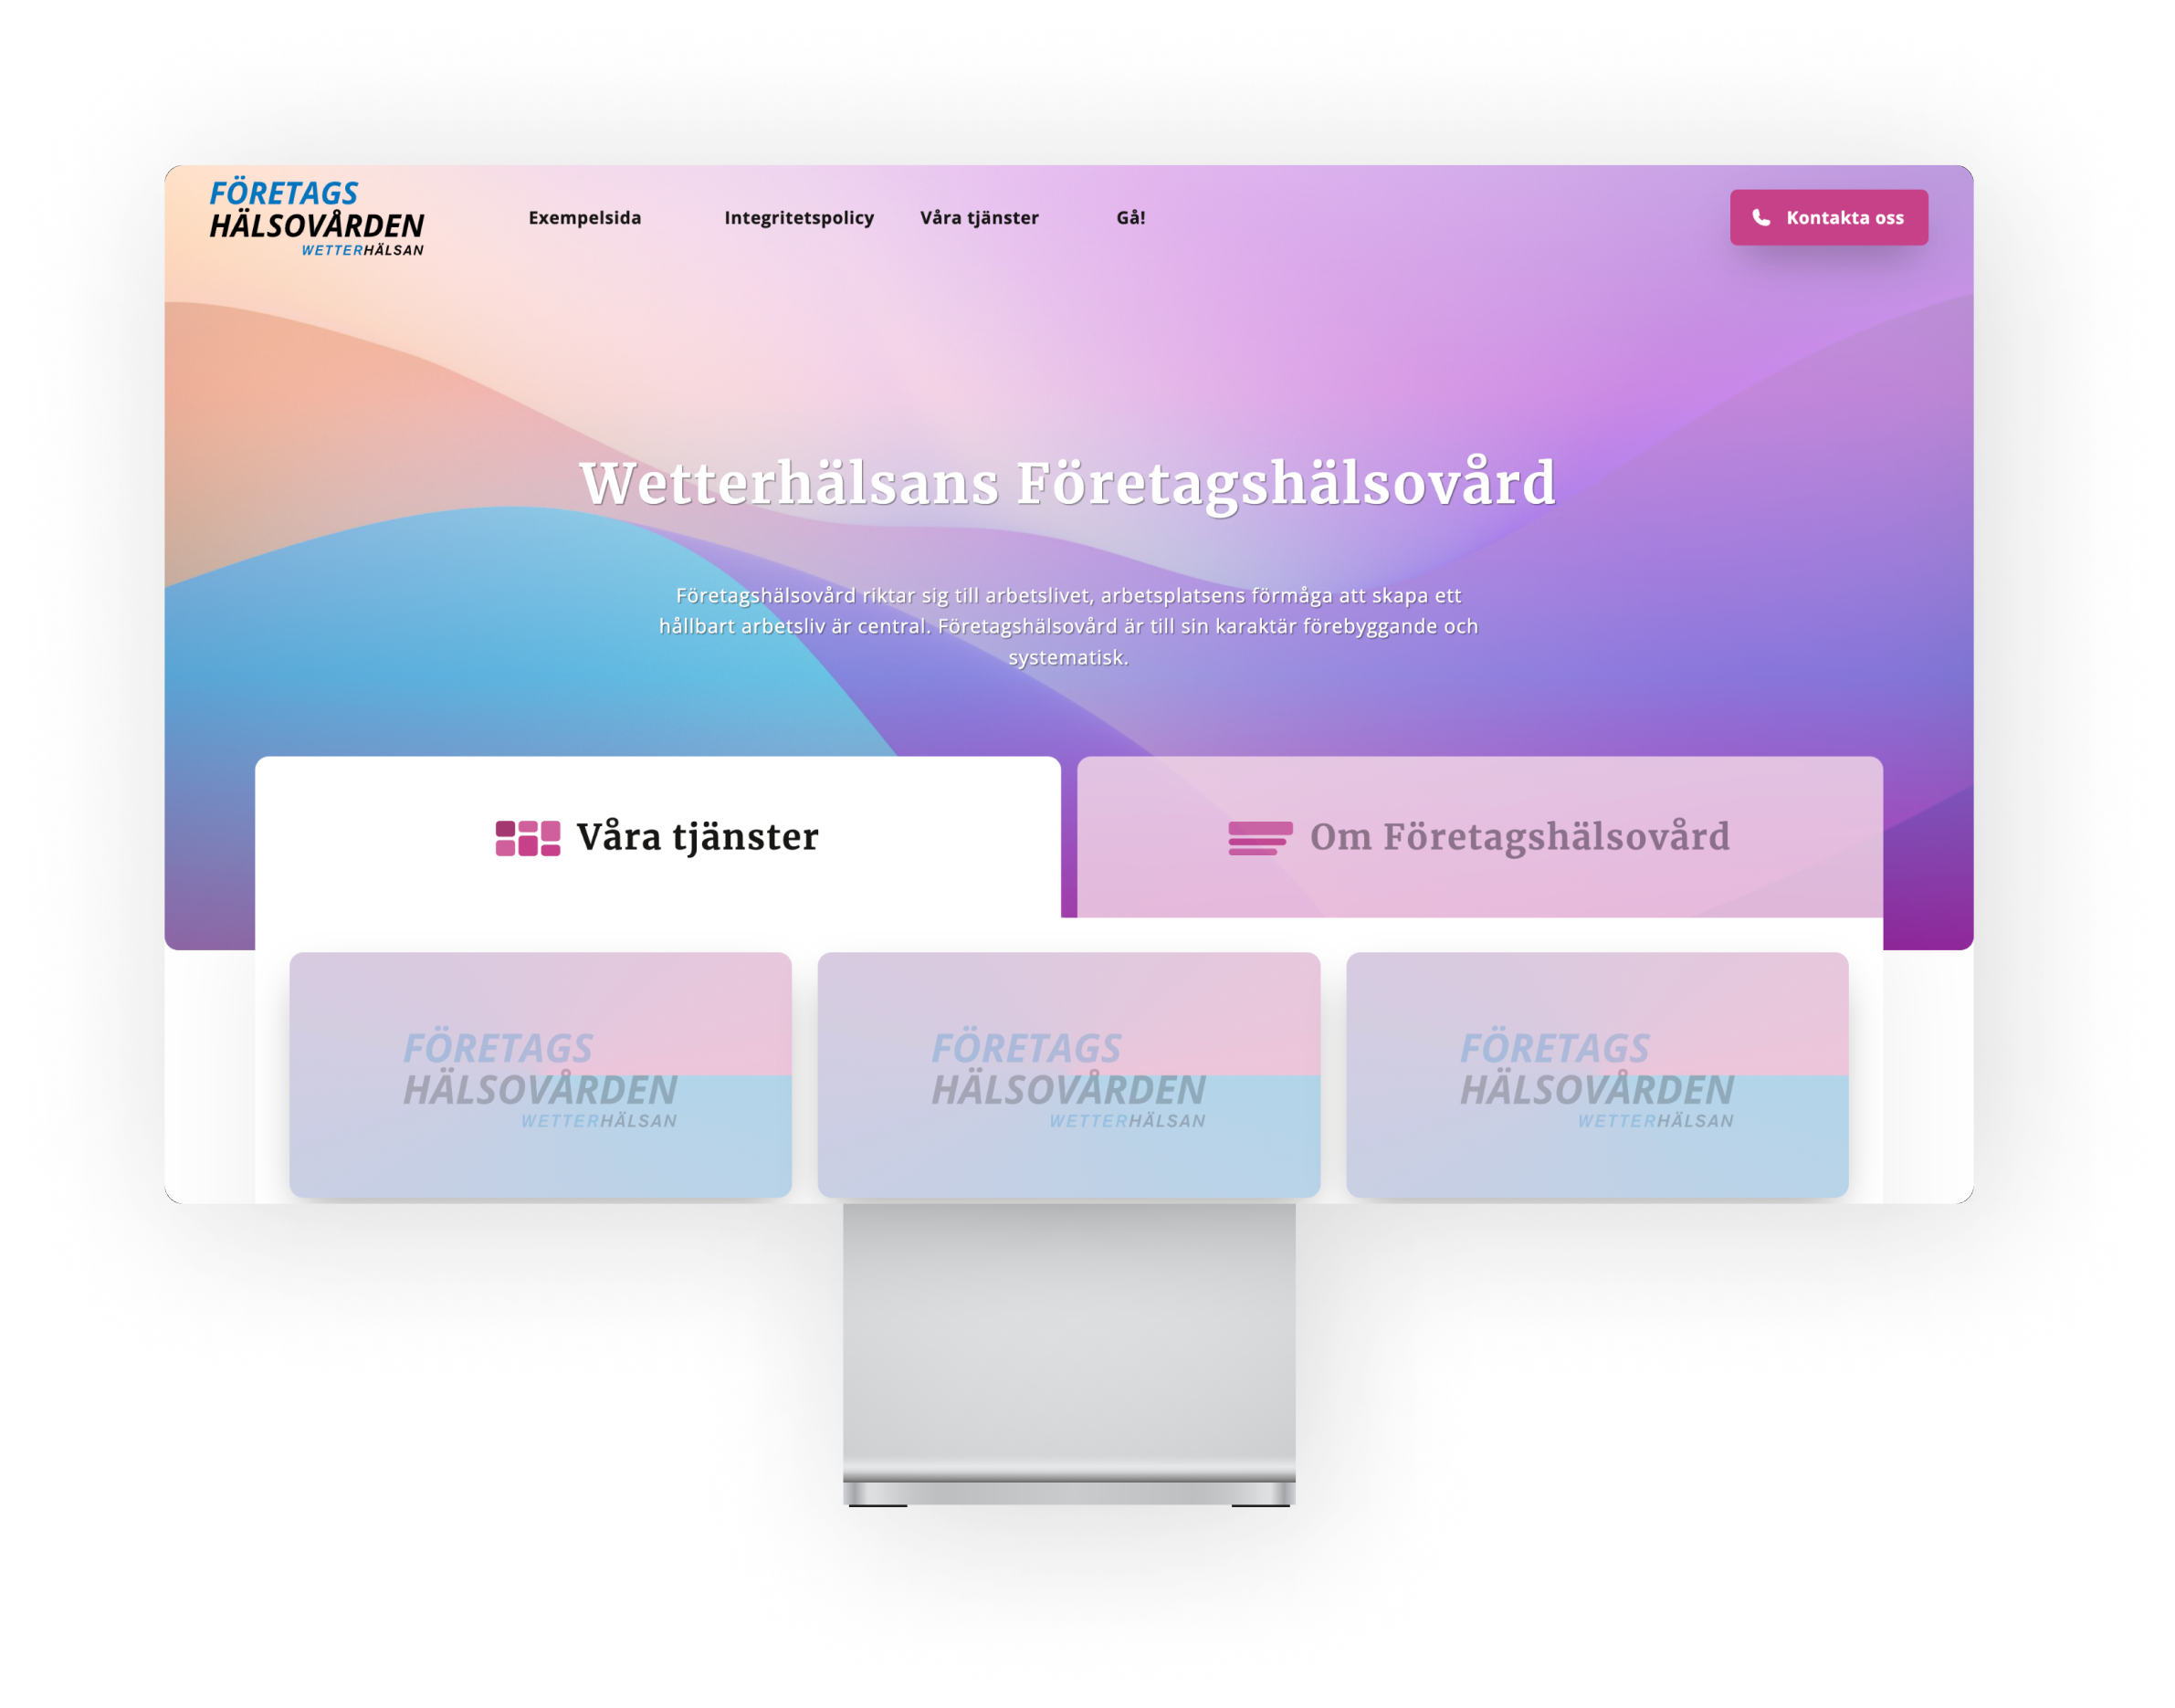 FÖRETAGS
HÄLSOVÅRDEN
WETTERHÄLSAN
Exempelsida Integritetspolicy Våra tjänster Gå! Kontakta oss
Wetterhälsans Företagshälsovård
Företagshälsovård riktar sig till arbetslivet, arbetsplatsens förmåga att skapa ett
hållbart arbetsliv är central. Företagshälsovård är till sin karaktär förebyggande och
systematisk.
Våra tjänster
Om Företagshälsovård
FÖRETAGS
HÄLSOVÅRDEN
WETTERHÄLSAN
FÖRETAGS
HÄLSOVÅRDEN
WETTERHÄLSAN
FÖRETAGS
HÄLSOVÅRDEN
WETTERHÄLSAN